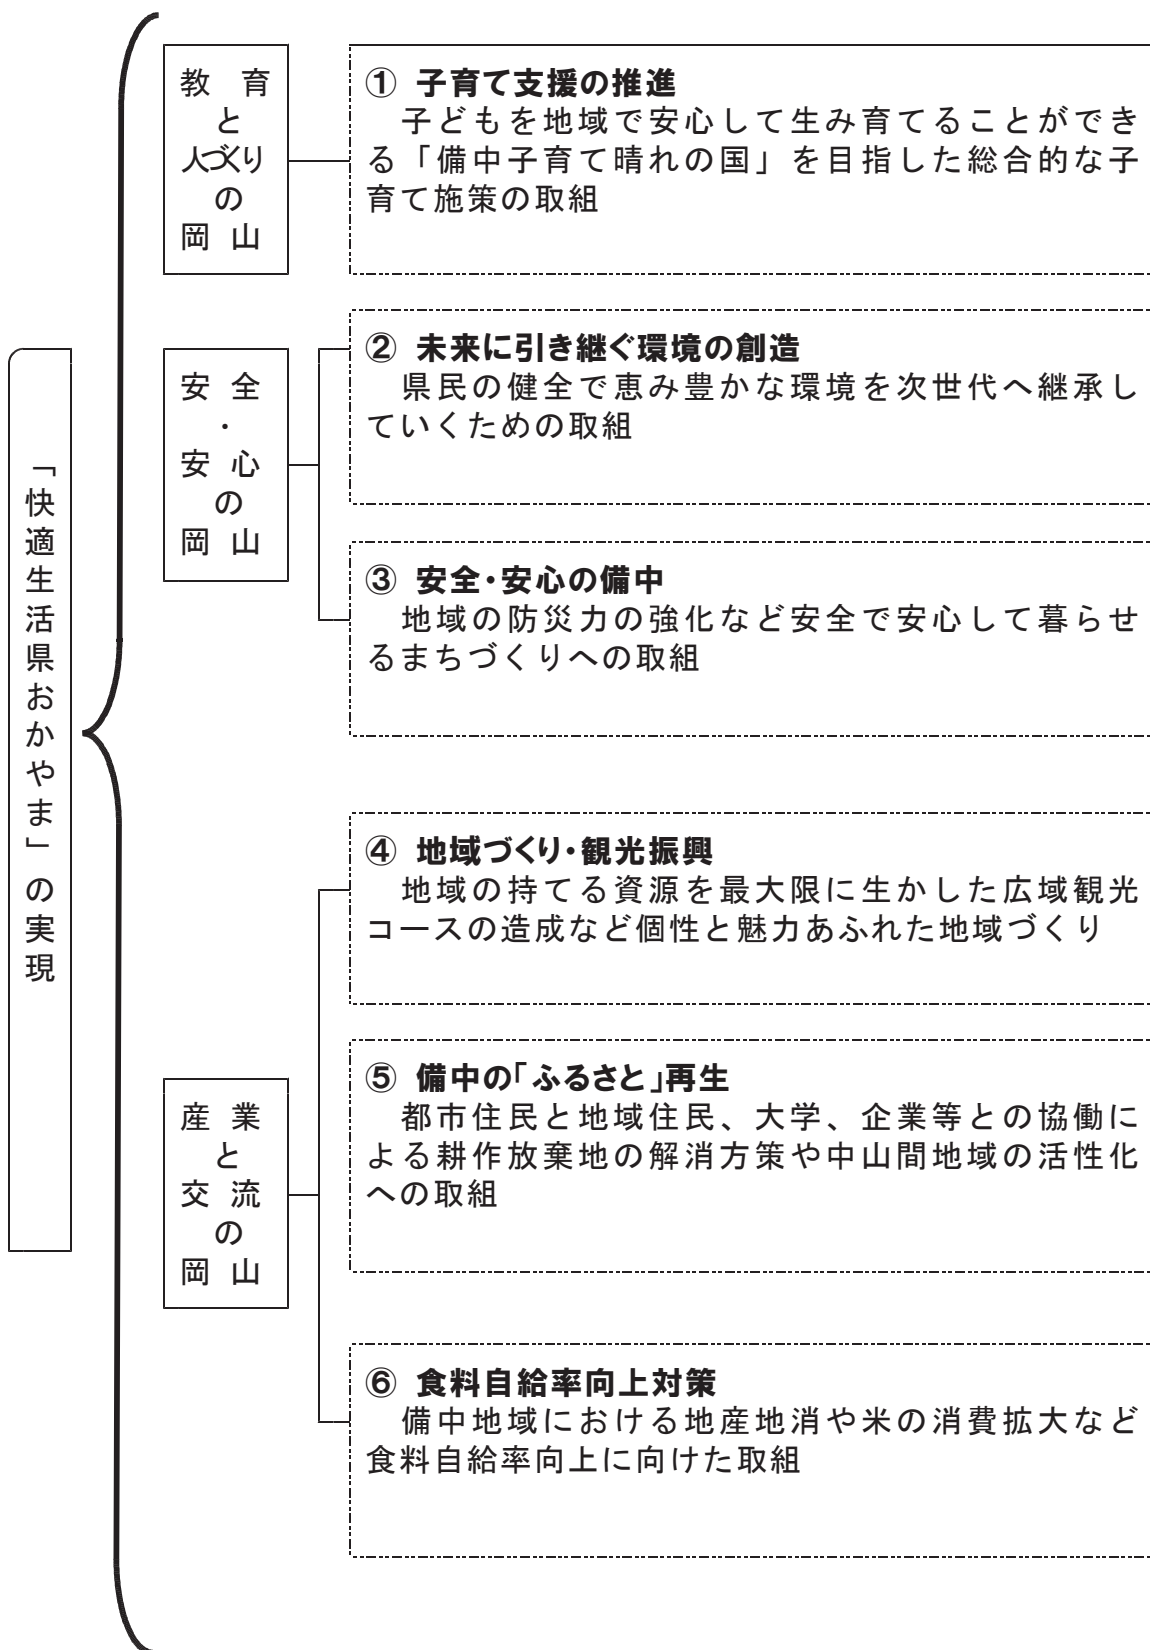 「快適生活県おかやま」の実現
教育
と
人づくり
の
岡山
① 子育て支援の推進
子どもを地域で安心して生み育てることができ
る「備中子育て晴れの国」を目指した総合的な子
育て施策の取組
安全
・
安心
の
岡山
② 未来に引き継ぐ環境の創造
県民の健全で恵み豊かな環境を次世代へ継承し
ていくための取組
③ 安全・安心の備中
地域の防災力の強化など安全で安心して暮らせ
るまちづくりへの取組
産業
と
交流
の
岡山
④ 地域づくり・観光振興
地域の持てる資源を最大限に生かした広域観光
コースの造成など個性と魅力あふれた地域づくり
⑤ 備中の「ふるさと」再生
都市住民と地域住民、大学、企業等との協働に
よる耕作放棄地の解消方策や中山間地域の活性化
への取組
⑥ 食料自給率向上対策
備中地域における地産地消や米の消費拡大など
食料自給率向上に向けた取組